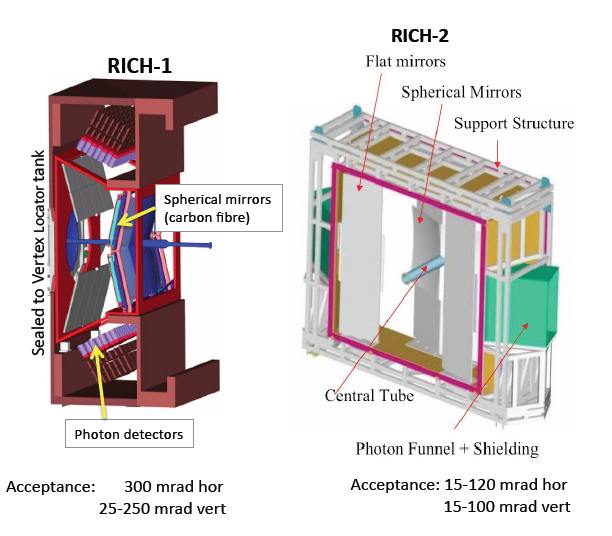 RICH-1
Sealed to Vertex Locator tank
Spherical mirrors
(carbon fibre)
Photon detectors
Acceptance: 300 mrad hor
25-250 mrad vert
RICH-2
Flat mirrors
Spherical Mirrors
Support Structure
Central Tube
Photon Funnel + Shielding
Acceptance: 15-120 mrad hor
15-100 mrad vert